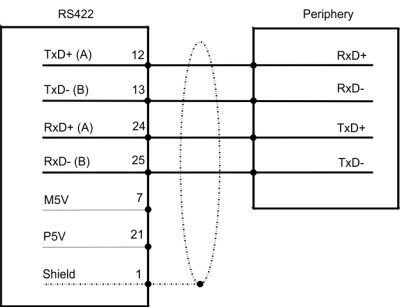 RS422 Periphery
TxD+ (A) 12 RxD+
TxD- (B) 13 RxD-
RxD+ (A) 24 TxD+
RxD- (B) 25 TxD-
M5V 7
P5V 21
Shield 1